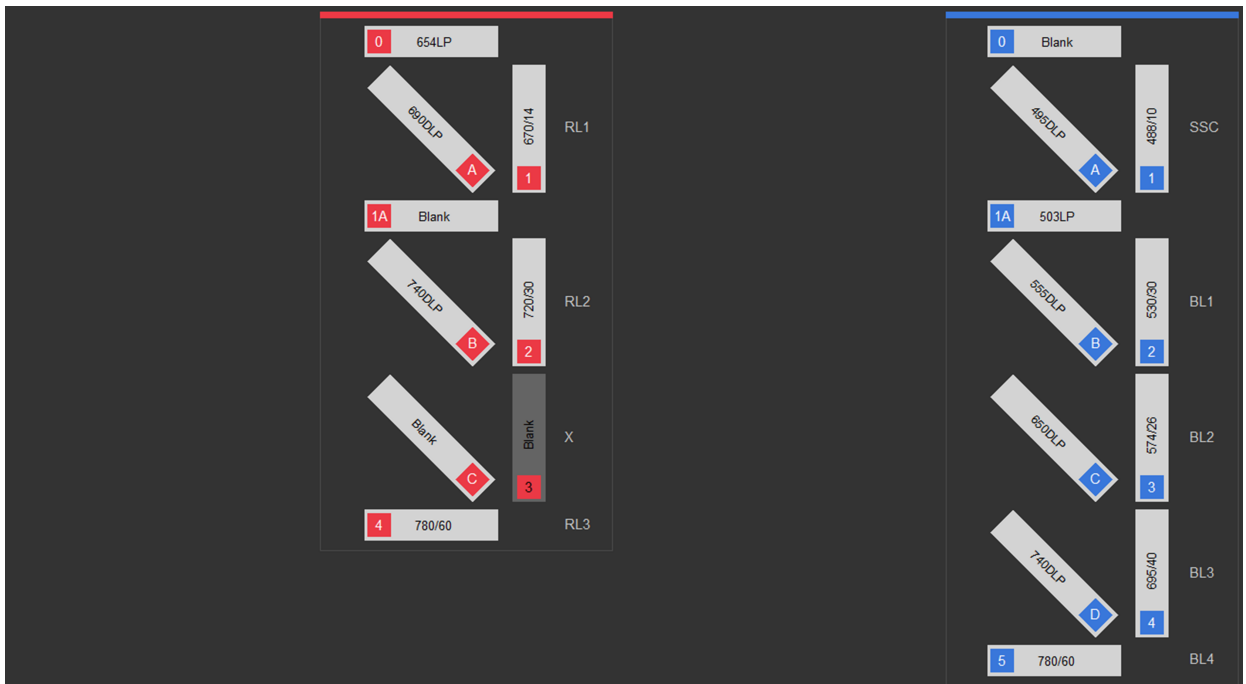 0 654LP
690DLP A
670/14 1
RL1
1A Blank
740DLP B
720/30 2
RL2
Blank C
Blank 3
X
4 780/60
RL3
0 Blank
495DLP A
488/10 1
SSC
1A 503LP
555DLP B
530/30 2
BL1
650DLP C
574/26 3
BL2
740DLP D
695/40 4
BL3
5 780/60
BL4